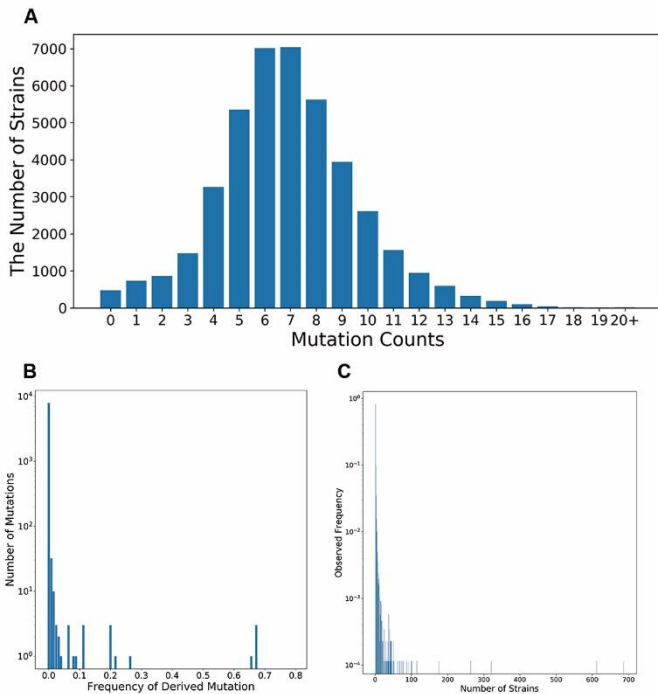 A
The Number of Strains
7000
6000
5000
4000
3000
2000
1000
0
0 1 2 3 4 5 6 7 8 9 10 11 12 13 14 15 16 17 18 19 20+
Mutation Counts
B
Number of Mutations
10⁴
10³
10²
10¹
10⁰
0.0 0.1 0.2 0.3 0.4 0.5 0.6 0.7 0.8
Frequency of Derived Mutation
C
Observed Frequency
10⁰
10⁻¹
10⁻²
10⁻³
10⁻⁴
0 100 200 300 400 500 600 700
Number of Strains